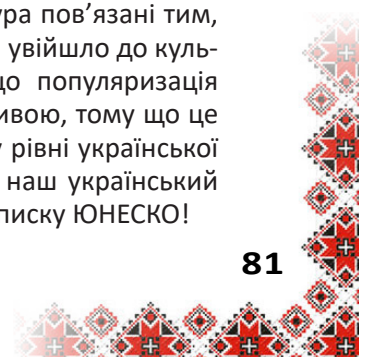 ура пов’язані тим,
увійшло до куль-
що популяризація
ивою, тому що це
у рівні української
наш український
писку ЮНЕСКО!
81